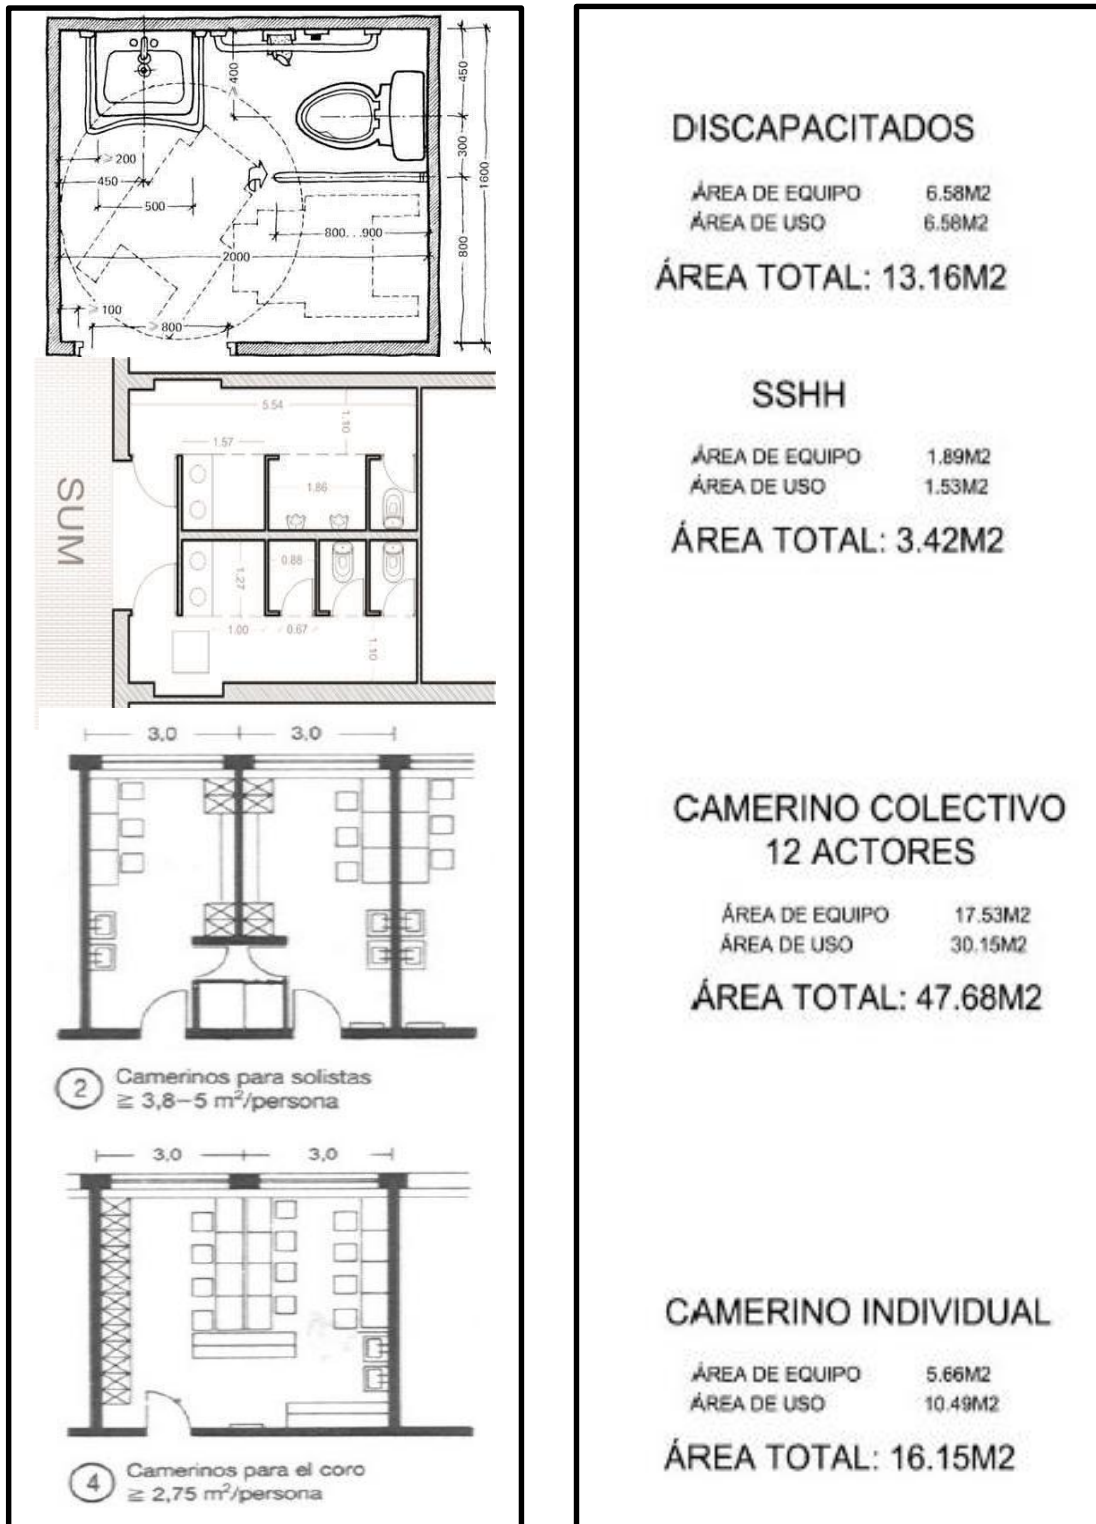 450
300
1600
800
≥400
≥200
450
500
800...900
2000
≥100
≥800
5.54
1.10
1.57
1.86
SUM
0.88
1.27
1.00
0.67
1.10
3,0
3,0
2 Camerinos para solistas
≧ 3,8–5 m²/persona
3,0
3,0
4 Camerinos para el coro
≧ 2,75 m²/persona
DISCAPACITADOS
ÁREA DE EQUIPO 6.58M2
ÁREA DE USO 6.58M2
ÁREA TOTAL: 13.16M2
SSHH
ÁREA DE EQUIPO 1.89M2
ÁREA DE USO 1.53M2
ÁREA TOTAL: 3.42M2
CAMERINO COLECTIVO
12 ACTORES
ÁREA DE EQUIPO 17.53M2
ÁREA DE USO 30.15M2
ÁREA TOTAL: 47.68M2
CAMERINO INDIVIDUAL
ÁREA DE EQUIPO 5.66M2
ÁREA DE USO 10.49M2
ÁREA TOTAL: 16.15M2